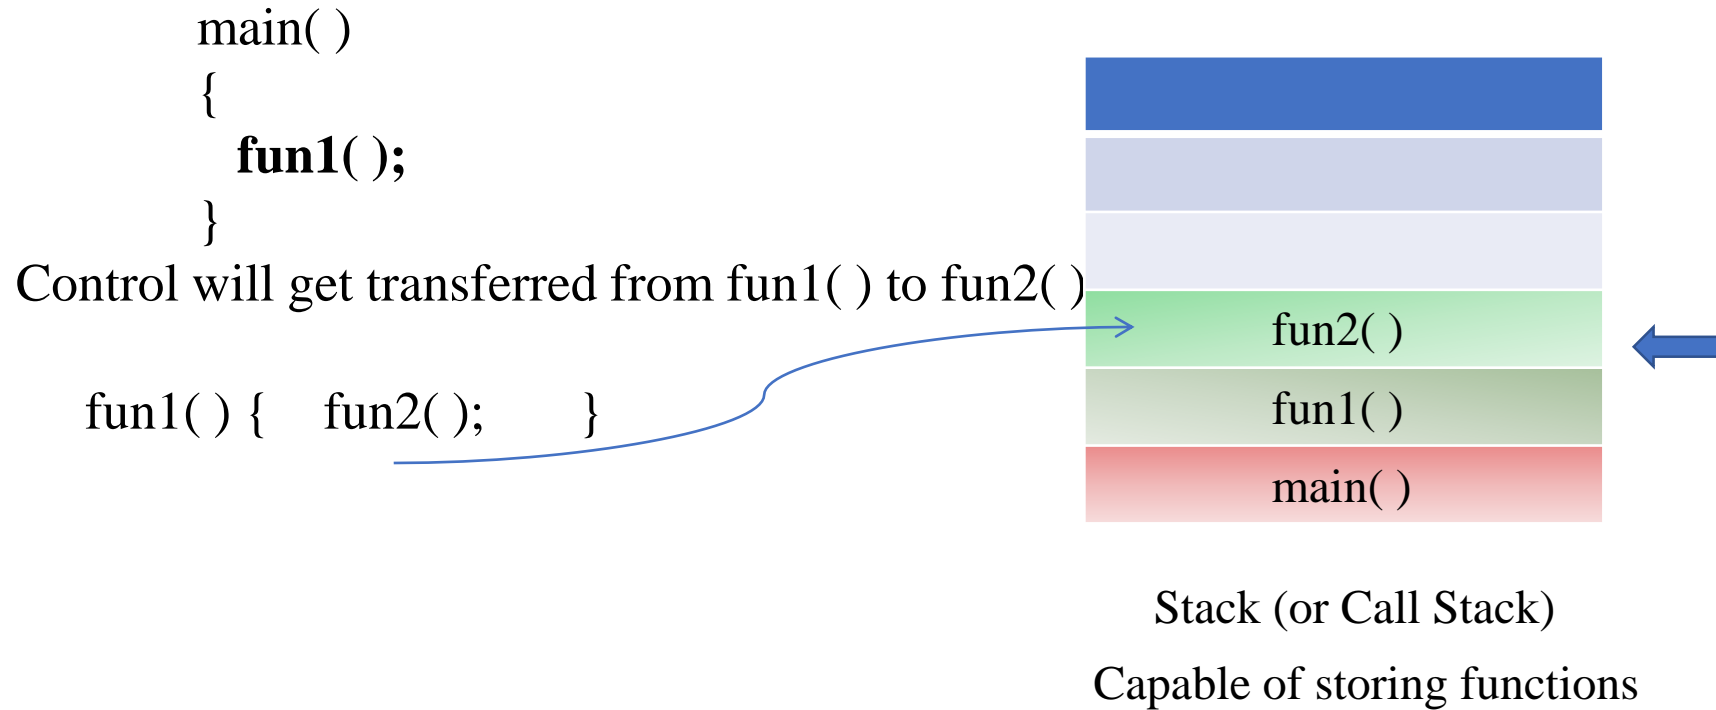 main( )
{
fun1( );
}
Control will get transferred from fun1( ) to fun2( )
fun1( ) { fun2( ); }
fun2( )
fun1( )
main( )
Stack (or Call Stack)
Capable of storing functions